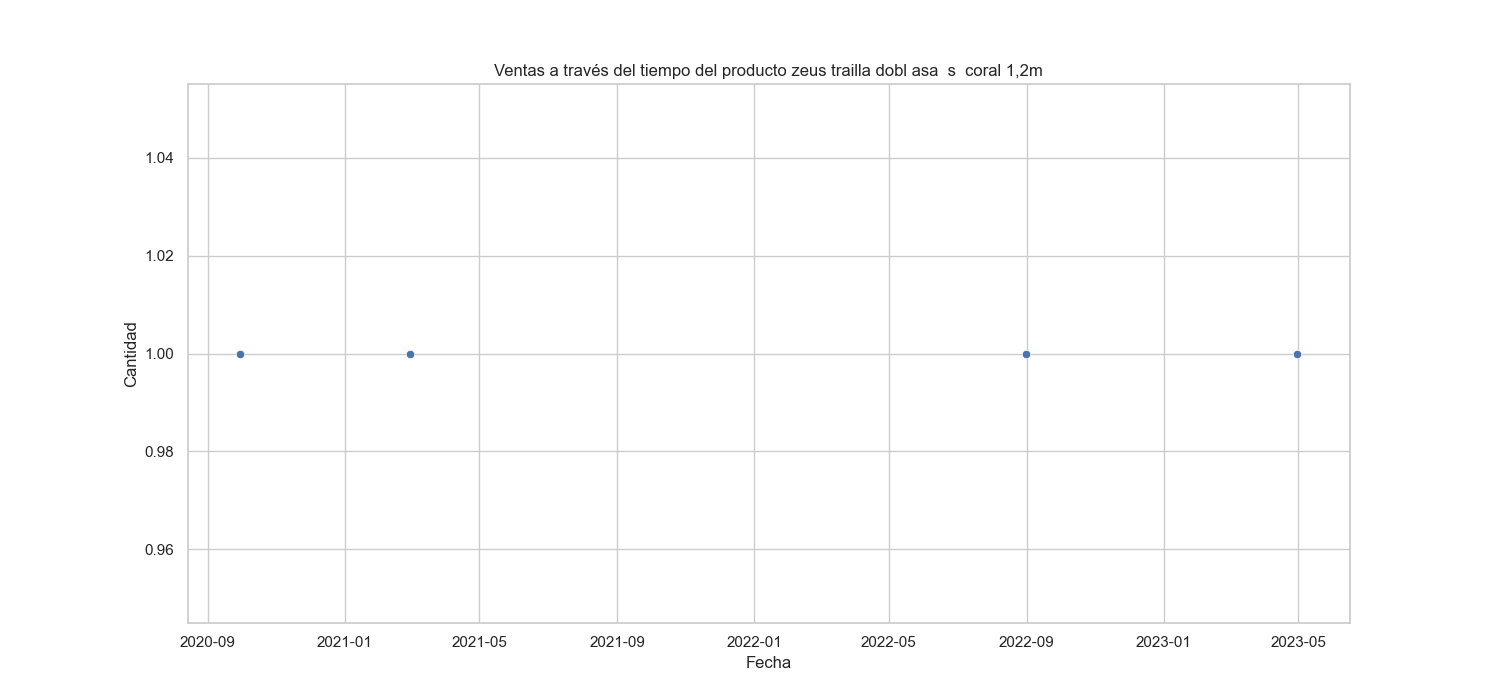 Ventas a través del tiempo del producto zeus trailla dobl asa  s  coral 1,2m
1.04
1.02
1.00
0.98
0.96
Cantidad
2020-09 2021-01 2021-05 2021-09 2022-01 2022-05 2022-09 2023-01 2023-05
Fecha